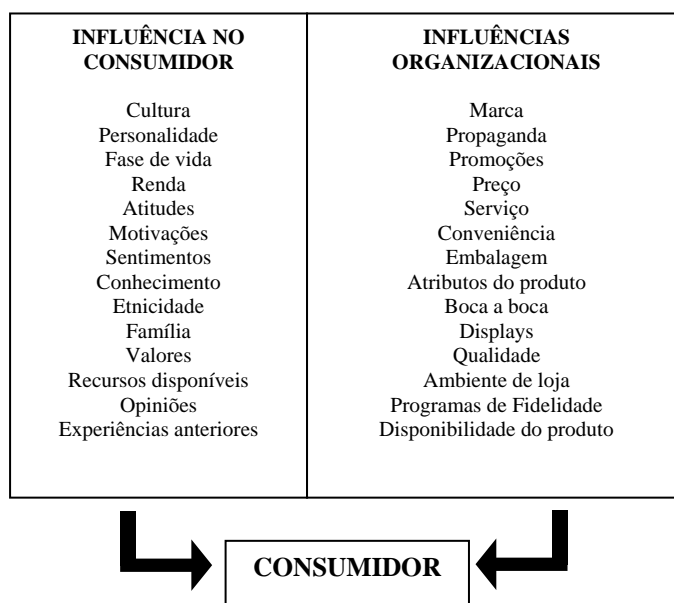 INFLUÊNCIA NO
CONSUMIDOR
Cultura
Personalidade
Fase de vida
Renda
Atitudes
Motivações
Sentimentos
Conhecimento
Etnicidade
Família
Valores
Recursos disponíveis
Opiniões
Experiências anteriores
INFLUÊNCIAS
ORGANIZACIONAIS
Marca
Propaganda
Promoções
Preço
Serviço
Conveniência
Embalagem
Atributos do produto
Boca a boca
Displays
Qualidade
Ambiente de loja
Programas de Fidelidade
Disponibilidade do produto
CONSUMIDOR